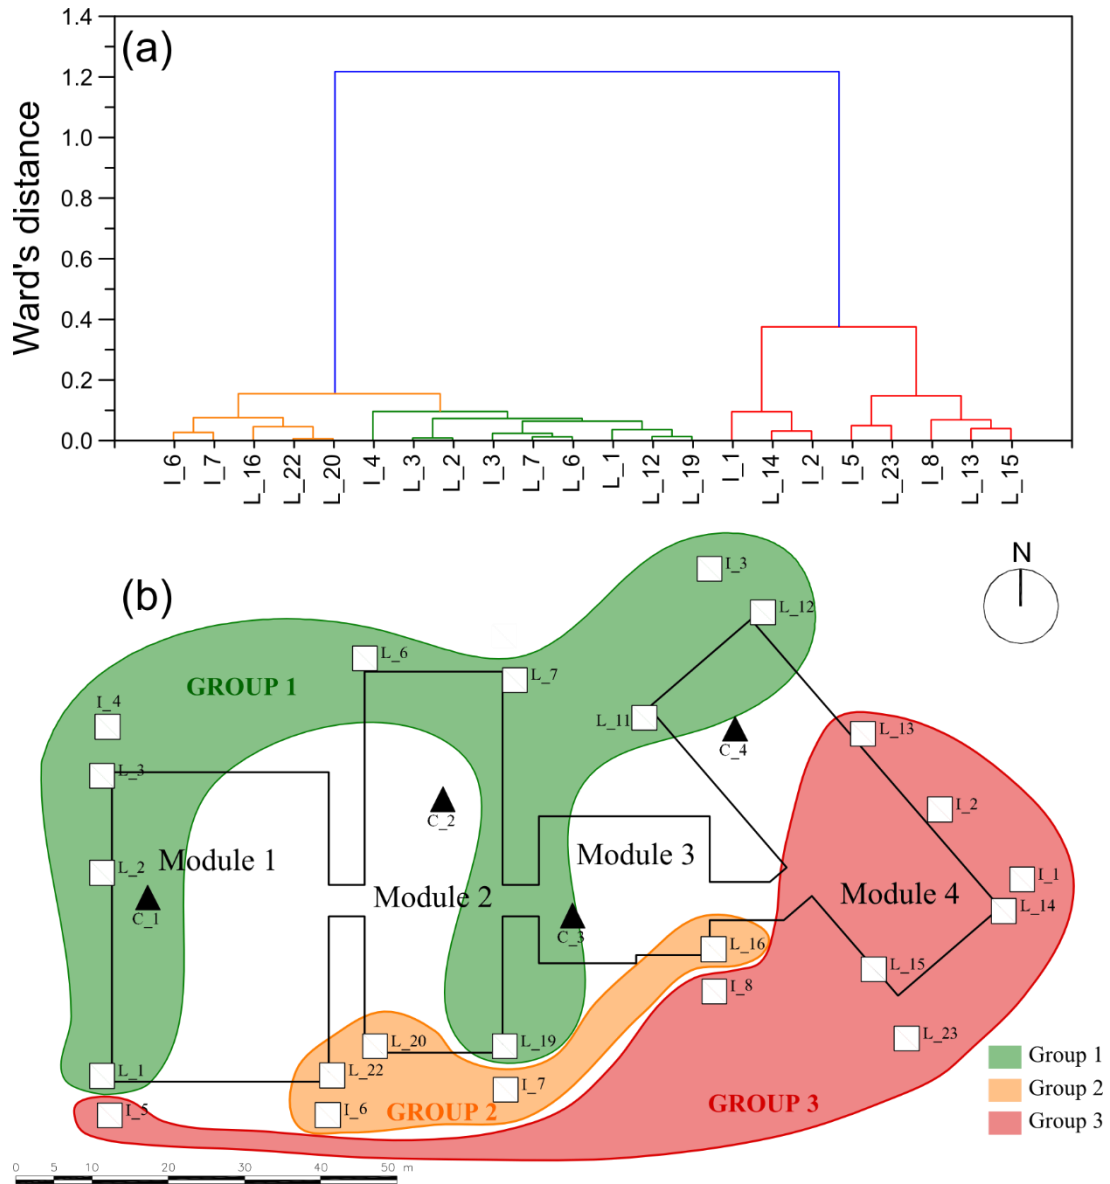 (a)
Ward's distance
1.4
1.2
1.0
0.8
0.6
0.4
0.2
0.0
I_6
I_7
L_16
L_22
L_20
I_4
L_3
L_2
I_3
L_7
L_6
L_1
L_12
L_19
I_1
L_14
I_2
I_5
L_23
I_8
L_13
L_15
(b)
N
I_3
L_12
L_6
L_7
GROUP 1
I_4
L_11
L_13
C_4
L_3
I_2
C_2
Module 1
Module 3
L_2
I_1
Module 2
Module 4
L_14
C_1
C_3
L_16
L_15
I_8
L_20
L_19
L_23
L_22
L_1
I_7
I_6
GROUP 2
GROUP 3
I_5
Group 1
Group 2
Group 3
0 5 10 20 30 40 50 m